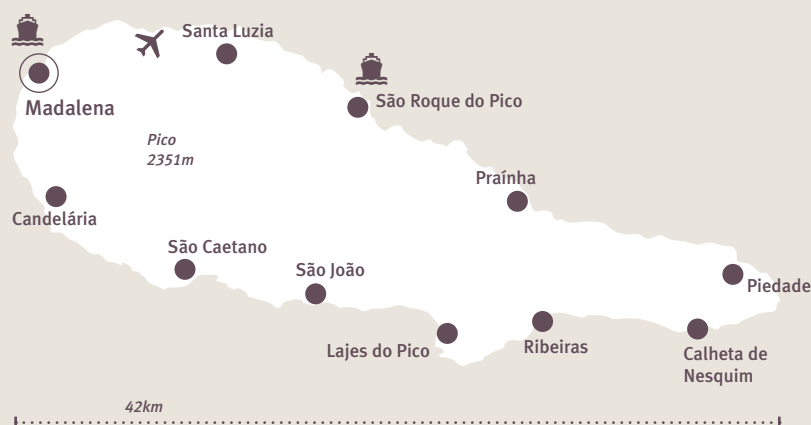 Santa Luzia
São Roque do Pico
Madalena
Pico
2351m
Praínha
Candelária
São Caetano
São João
Piedade
Lajes do Pico
Ribeiras
Calheta de
Nesquim
42km